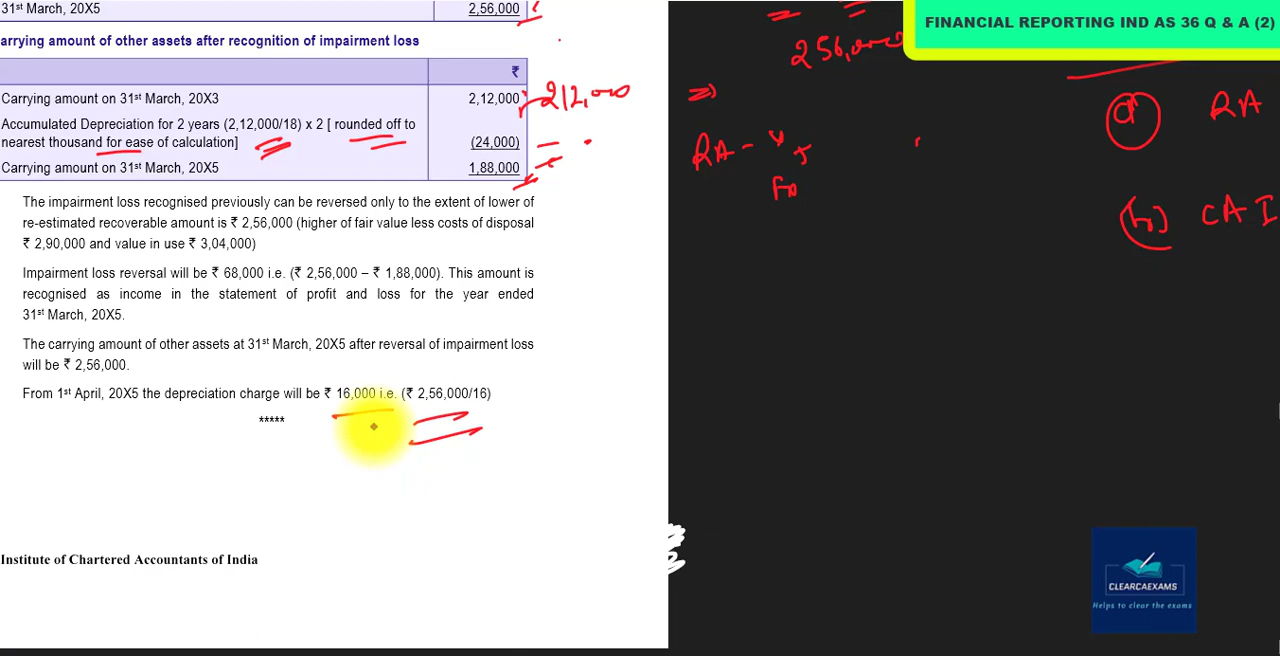 31st March, 20X5 2,56,000
arrying amount of other assets after recognition of impairment loss
₹
Carrying amount on 31st March, 20X3 2,12,000
Accumulated Depreciation for 2 years (2,12,000/18) x 2 [ rounded off to
nearest thousand for ease of calculation] (24,000)
Carrying amount on 31st March, 20X5 1,88,000
212,000
The impairment loss recognised previously can be reversed only to the extent of lower of
re-estimated recoverable amount is ₹ 2,56,000 (higher of fair value less costs of disposal
₹ 2,90,000 and value in use ₹ 3,04,000)
Impairment loss reversal will be ₹ 68,000 i.e. (₹ 2,56,000 – ₹ 1,88,000). This amount is
recognised as income in the statement of profit and loss for the year ended
31st March, 20X5.
The carrying amount of other assets at 31st March, 20X5 after reversal of impairment loss
will be ₹ 2,56,000.
From 1st April, 20X5 the depreciation charge will be ₹ 16,000 i.e. (₹ 2,56,000/16)
*****
Institute of Chartered Accountants of India
FINANCIAL REPORTING IND AS 36 Q & A (2)
256,000
RA -
RA
CA I
CLEARCAEXAMS
Helps to clear the exams